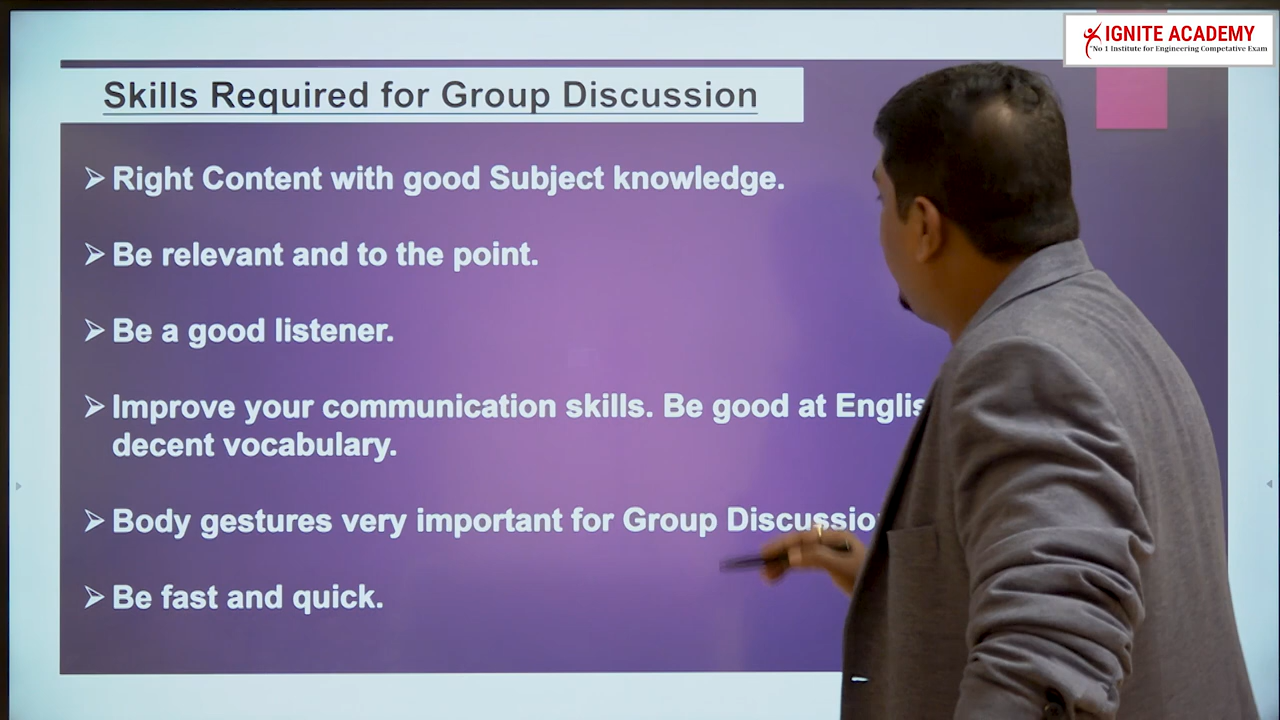 IGNITE ACADEMY
"No 1 Institute for Engineering Competative Exam
Skills Required for Group Discussion
➢ Right Content with good Subject knowledge.
➢ Be relevant and to the point.
➢ Be a good listener.
➢ Improve your communication skills. Be good at
decent vocabulary.
➢ Body gestures very important for Group
➢ Be fast and quick.